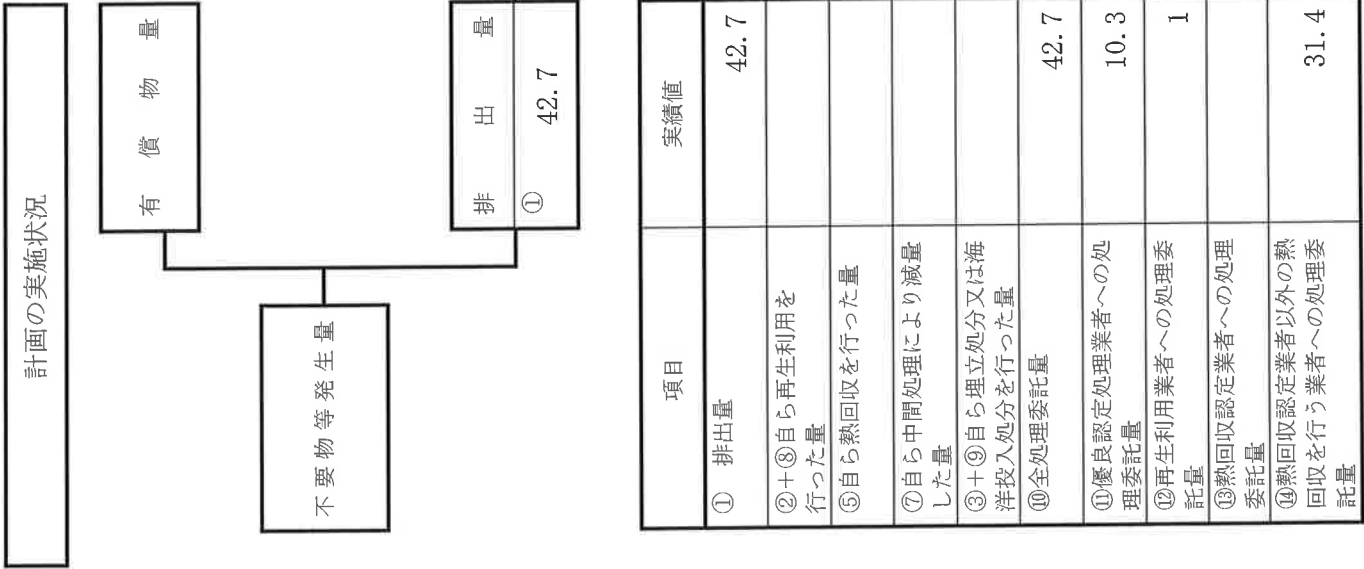 計画の実施状況
有償物量
不要物等発生量
排出量
① 42.7
項目 実績値
① 排出量 42.7
②+⑧自ら再生利用を
行った量
⑤自ら熱回収を行った量
⑦自ら中間処理により減量
した量
③+⑨自ら埋立処分又は海
洋投入処分を行った量
⑩全処理委託量 42.7
⑪優良認定処理業者への処
理委託量 10.3
⑫再生利用業者への処理委
託量 1
⑬熱回収認定業者への処理
委託量
⑭熱回収認定業者以外の熱
回収を行う業者への処理委
託量 31.4